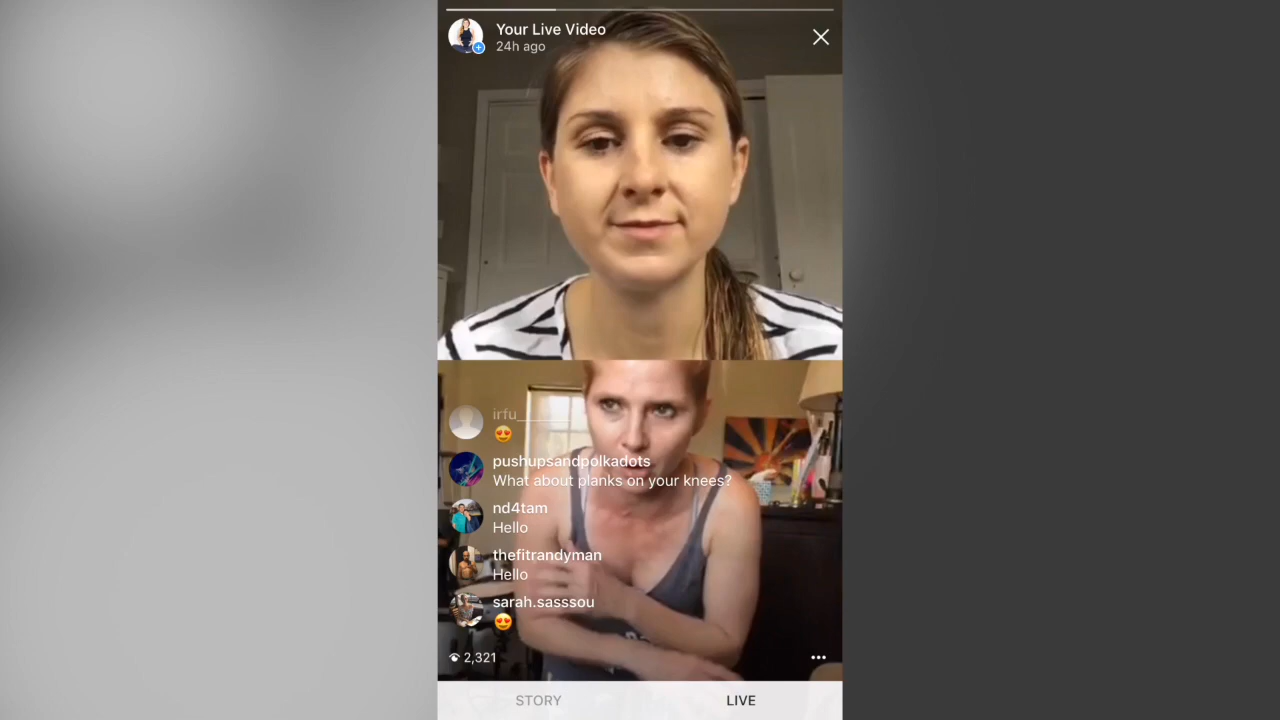 Your Live Video
24h ago
irfu
😍
pushupsandpolkadots
What about planks on your knees?
nd4tam
Hello
thefitrandyman
Hello
sarah.sasssou
😍
2,321
STORY
LIVE